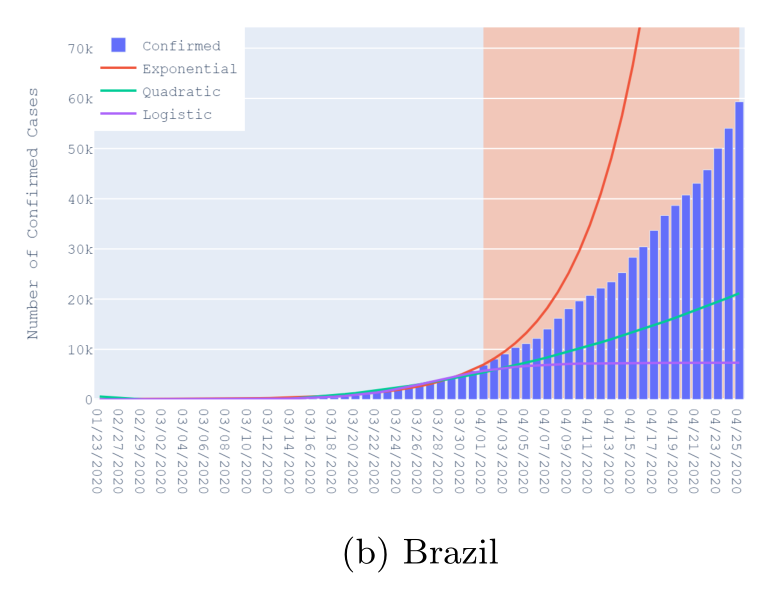 Number of Confirmed Cases
70k
60k
50k
40k
30k
20k
10k
0
Confirmed
Exponential
Quadratic
Logistic
01/23/2020
02/27/2020
02/29/2020
03/02/2020
03/04/2020
03/06/2020
03/08/2020
03/10/2020
03/12/2020
03/14/2020
03/16/2020
03/18/2020
03/20/2020
03/22/2020
03/24/2020
03/26/2020
03/28/2020
03/30/2020
04/01/2020
04/03/2020
04/05/2020
04/07/2020
04/09/2020
04/11/2020
04/13/2020
04/15/2020
04/17/2020
04/19/2020
04/21/2020
04/23/2020
04/25/2020
(b) Brazil